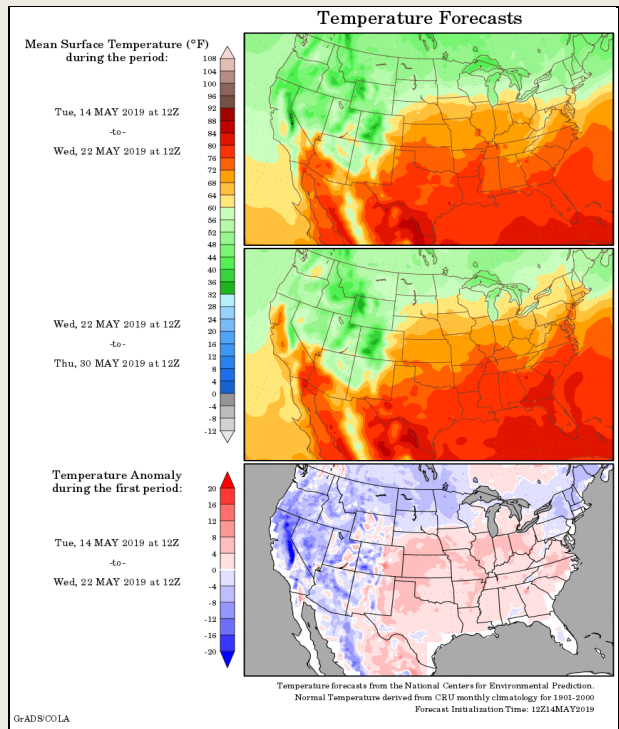 Temperature Forecasts
Mean Surface Temperature (°F)
during the period:
Tue, 14 MAY 2019 at 12Z
-to-
Wed, 22 MAY 2019 at 12Z
108
104
100
96
92
88
84
80
76
72
68
64
60
56
52
48
44
40
36
32
28
24
20
16
12
8
4
0
-4
-8
-12
Wed, 22 MAY 2019 at 12Z
-to-
Thu, 30 MAY 2019 at 12Z
Temperature Anomaly
during the first period:
Tue, 14 MAY 2019 at 12Z
-to-
Wed, 22 MAY 2019 at 12Z
20
16
12
8
4
0
-4
-8
-12
-16
-20
Temperature forecasts from the National Centers for Environmental Prediction.
Normal Temperature derived from CRU monthly climatology for 1901-2000
Forecast Initialization Time: 12Z14MAY2019
GrADS/COLA